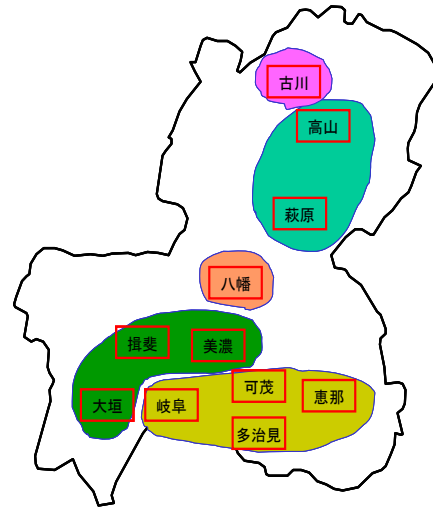 古川
高山
萩原
八幡
揖斐
美濃
可茂
恵那
大垣
岐阜
多治見